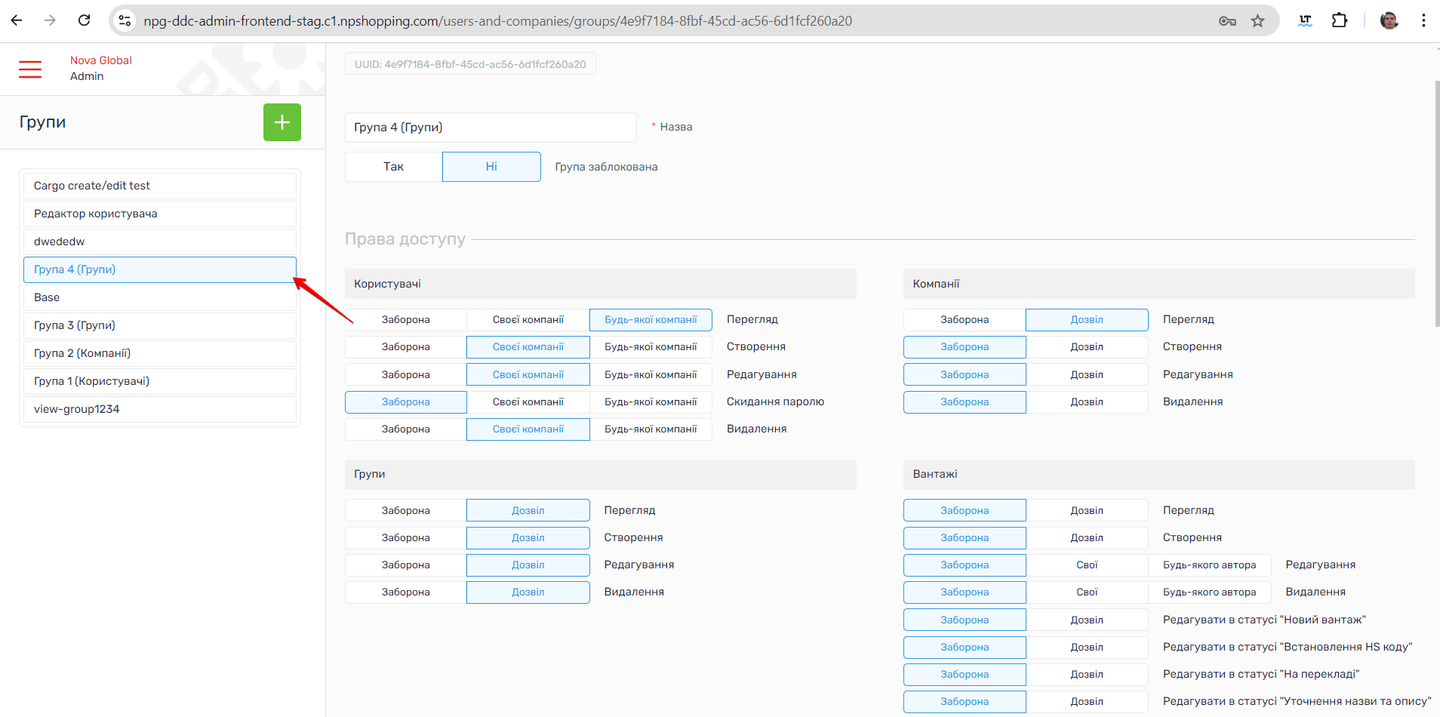 npg-ddc-admin-frontend-stag.c1.npshopping.com/users-and-companies/groups/4e9f7184-8fbf-45cd-ac56-6d1fcf260a20
LT
Nova Global
Admin
Групи
Cargo create/edit test
Редактор користувача
dwededw
Група 4 (Групи)
Base
Група 3 (Групи)
Група 2 (Компанії)
Група 1 (Користувачі)
view-group1234
UUID: 4e9f7184-8fbf-45cd-ac56-6d1fcf260a20
Група 4 (Групи) * Назва
Так Ні Група заблокована
Права доступу
Користувачі
Заборона Своєї компанії Будь-якої компанії Перегляд
Заборона Своєї компанії Будь-якої компанії Створення
Заборона Своєї компанії Будь-якої компанії Редагування
Заборона Своєї компанії Будь-якої компанії Скидання паролю
Заборона Своєї компанії Будь-якої компанії Видалення
Компанії
Заборона Дозвіл Перегляд
Заборона Дозвіл Створення
Заборона Дозвіл Редагування
Заборона Дозвіл Видалення
Групи
Заборона Дозвіл Перегляд
Заборона Дозвіл Створення
Заборона Дозвіл Редагування
Заборона Дозвіл Видалення
Вантажі
Заборона Дозвіл Перегляд
Заборона Дозвіл Створення
Заборона Свої Будь-якого автора Редагування
Заборона Свої Будь-якого автора Видалення
Заборона Дозвіл Редагувати в статусі "Новий вантаж"
Заборона Дозвіл Редагувати в статусі "Встановлення HS коду"
Заборона Дозвіл Редагувати в статусі "На перекладі"
Заборона Дозвіл Редагувати в статусі "Уточнення назви та опису"